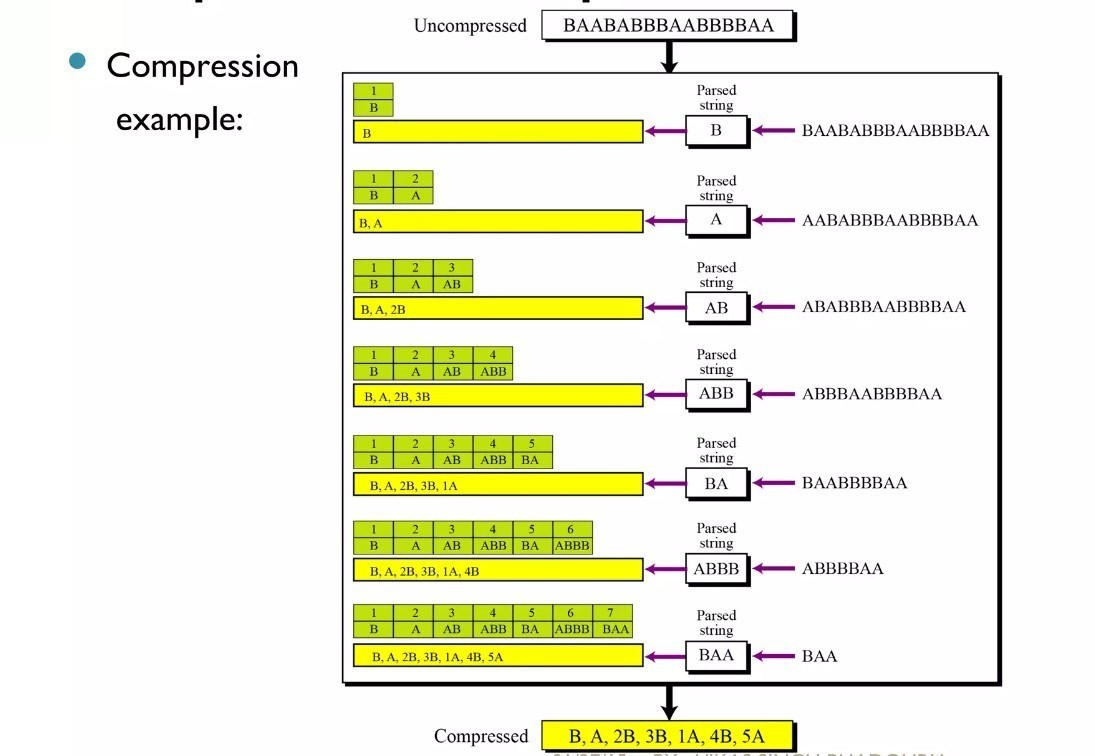 Uncompressed BAABABBBAABBBBAA
Compression
example:
1
B
Parsed
string
B
B
BAABABBBAABBBBAA
1 2
B A
Parsed
string
B, A
A
AABABBBAABBBBAA
1 2 3
B A AB
Parsed
string
B, A, 2B
AB
ABABBBAABBBBAA
1 2 3 4
B A AB ABB
Parsed
string
B, A, 2B, 3B
ABB
ABBBAABBBBAA
1 2 3 4 5
B A AB ABB BA
Parsed
string
B, A, 2B, 3B, 1A
BA
BAABBBBAA
1 2 3 4 5 6
B A AB ABB BA ABBB
Parsed
string
B, A, 2B, 3B, 1A, 4B
ABBB
ABBBBAA
1 2 3 4 5 6 7
B A AB ABB BA ABBB BAA
Parsed
string
B, A, 2B, 3B, 1A, 4B, 5A
BAA
BAA
Compressed B, A, 2B, 3B, 1A, 4B, 5A